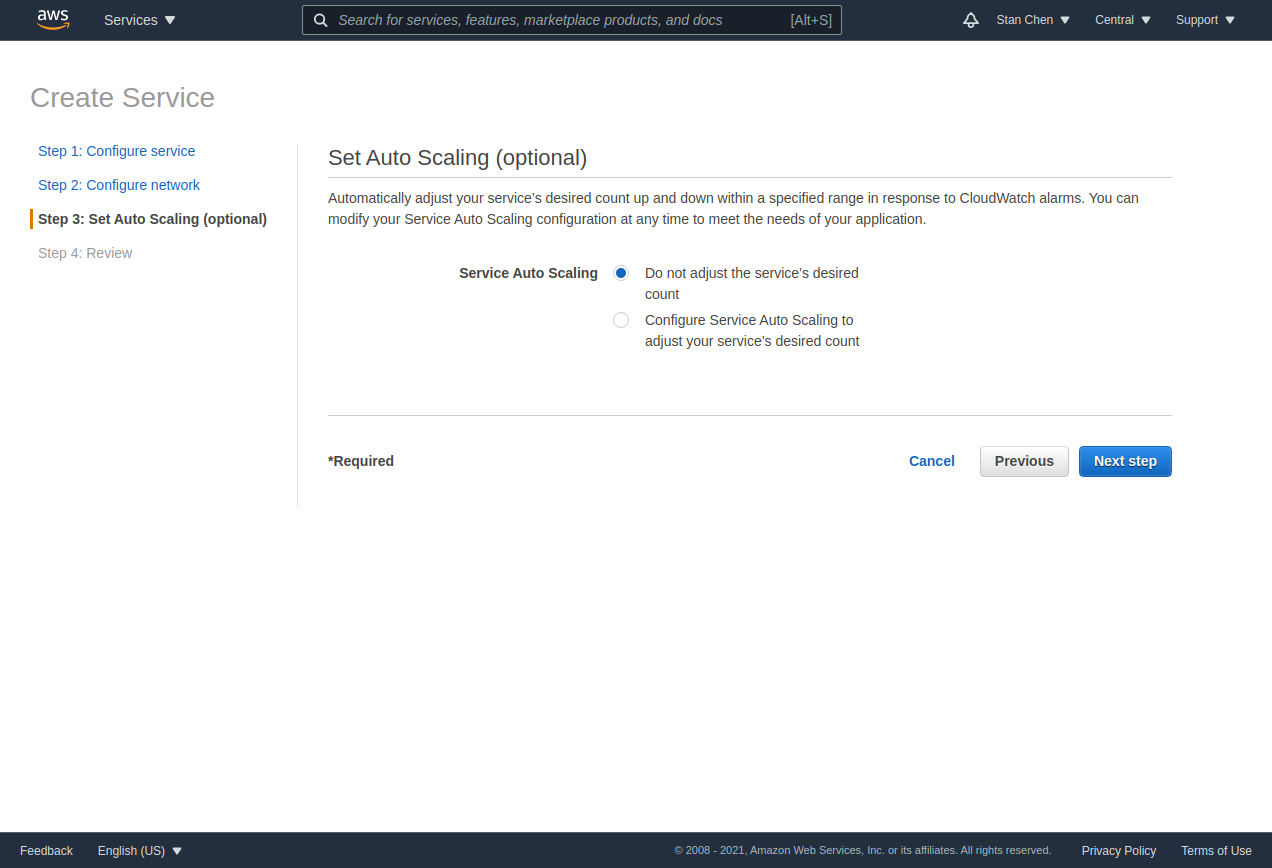 aws Services Search for services, features, marketplace products, and docs [Alt+S] Stan Chen Central Support
Create Service
Step 1: Configure service
Step 2: Configure network
Step 3: Set Auto Scaling (optional)
Step 4: Review
Set Auto Scaling (optional)
Automatically adjust your service’s desired count up and down within a specified range in response to CloudWatch alarms. You can
modify your Service Auto Scaling configuration at any time to meet the needs of your application.
Service Auto Scaling Do not adjust the service’s desired
count
Configure Service Auto Scaling to
adjust your service’s desired count
*Required Cancel Previous Next step
Feedback English (US) © 2008 - 2021, Amazon Web Services, Inc. or its affiliates. All rights reserved. Privacy Policy Terms of Use